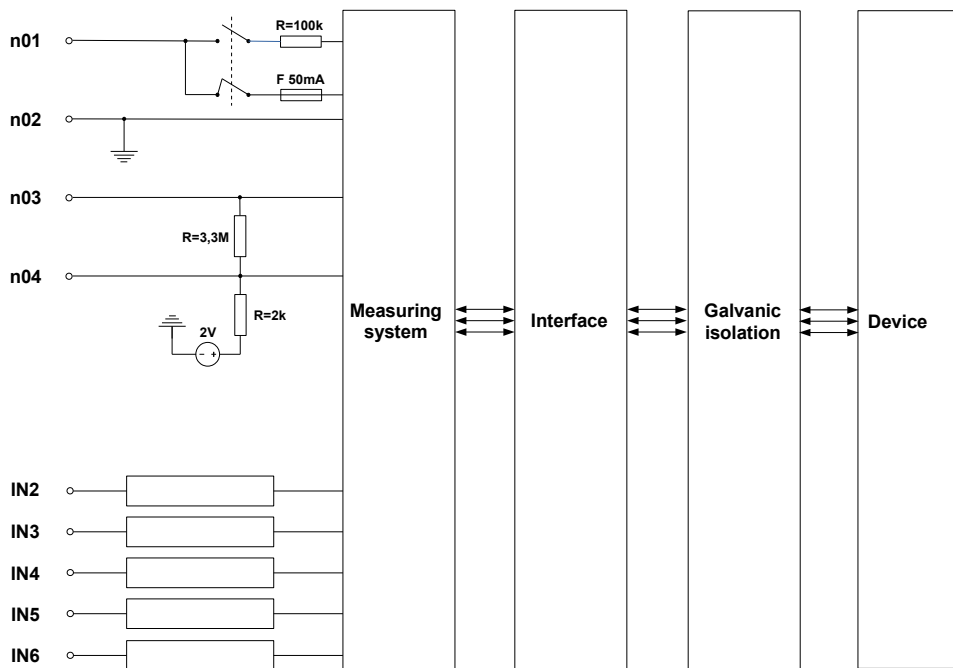 R=100k
n01
F 50mA
n02
n03
R=3,3M
n04
R=2k
2V
- +
Measuring
system
Interface
Galvanic
isolation
Device
IN2
IN3
IN4
IN5
IN6